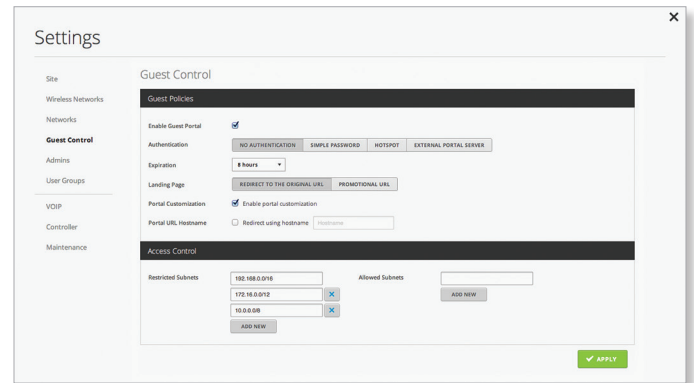 Settings
Site
Wireless Networks
Networks
Guest Control
Admins
User Groups
VOIP
Controller
Maintenance
Guest Control
Guest Policies
Enable Guest Portal
Authentication NO AUTHENTICATION SIMPLE PASSWORD HOTSPOT EXTERNAL PORTAL SERVER
Expiration 8 hours
Landing Page REDIRECT TO THE ORIGINAL URL PROMOTIONAL URL
Portal Customization Enable portal customization
Portal URL Hostname Redirect using hostname Hostname
Access Control
Restricted Subnets 192.168.0.0/16 Allowed Subnets
172.16.0.0/12 ADD NEW
10.0.0.0/8
ADD NEW
APPLY